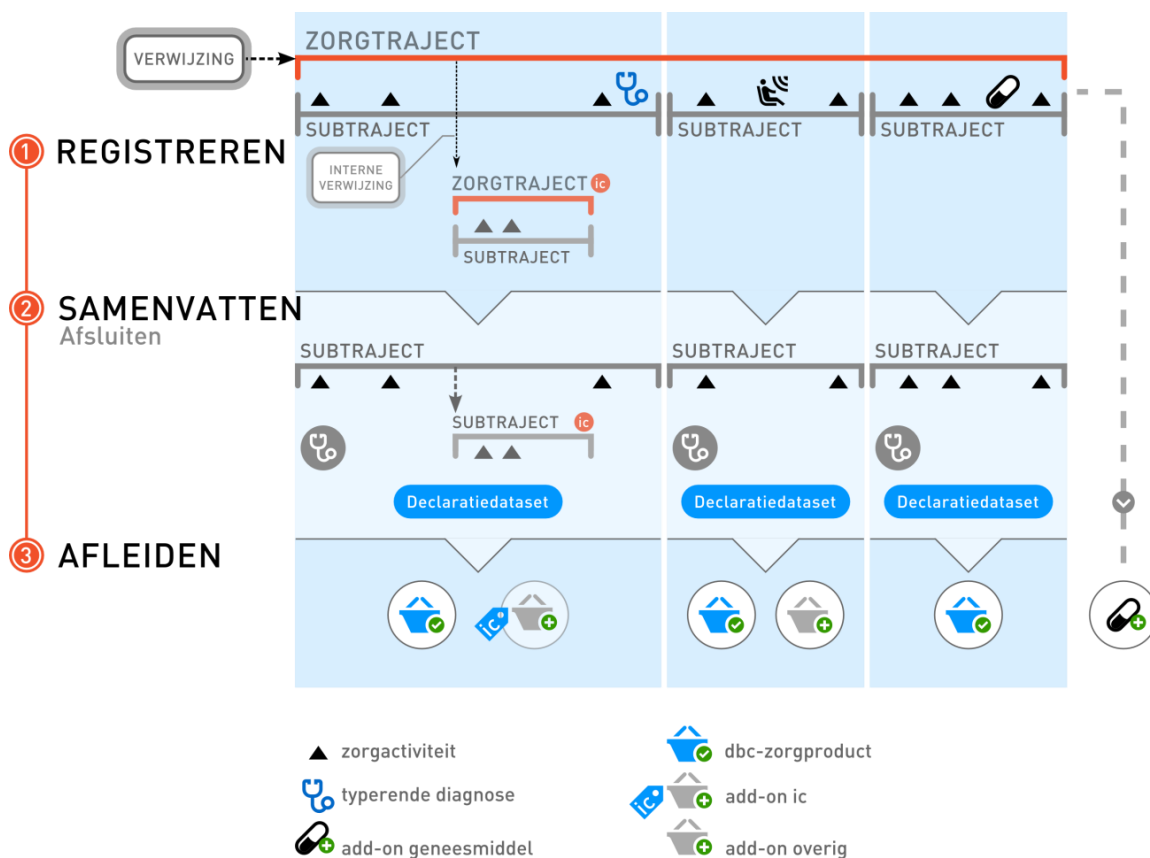 VERWIJZING
ZORGTRAJECT
SUBTRAJECT
SUBTRAJECT
SUBTRAJECT
1 REGISTREREN
INTERNE
VERWIJZING
ZORGTRAJECT ic
SUBTRAJECT
2 SAMENVATTEN
Afsluiten
SUBTRAJECT
SUBTRAJECT
SUBTRAJECT
SUBTRAJECT ic
Declaratiedataset
Declaratiedataset
Declaratiedataset
3 AFLEIDEN
ic
zorgactiviteit
dbc-zorgproduct
typerende diagnose
ic
add-on ic
add-on geneesmiddel
add-on overig